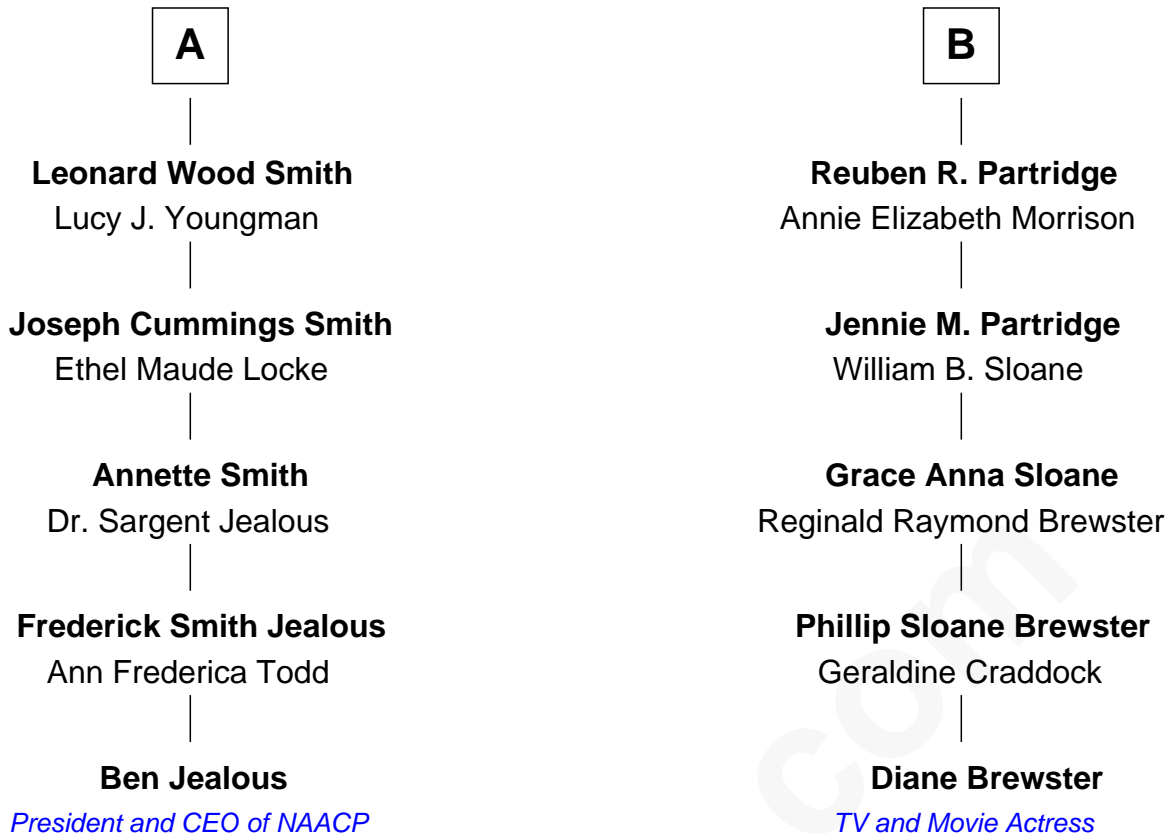 A
Leonard Wood Smith
Lucy J. Youngman
Joseph Cummings Smith
Ethel Maude Locke
Annette Smith
Dr. Sargent Jealous
Frederick Smith Jealous
Ann Frederica Todd
Ben Jealous
President and CEO of NAACP
B
Reuben R. Partridge
Annie Elizabeth Morrison
Jennie M. Partridge
William B. Sloane
Grace Anna Sloane
Reginald Raymond Brewster
Phillip Sloane Brewster
Geraldine Craddock
Diane Brewster
TV and Movie Actress
com